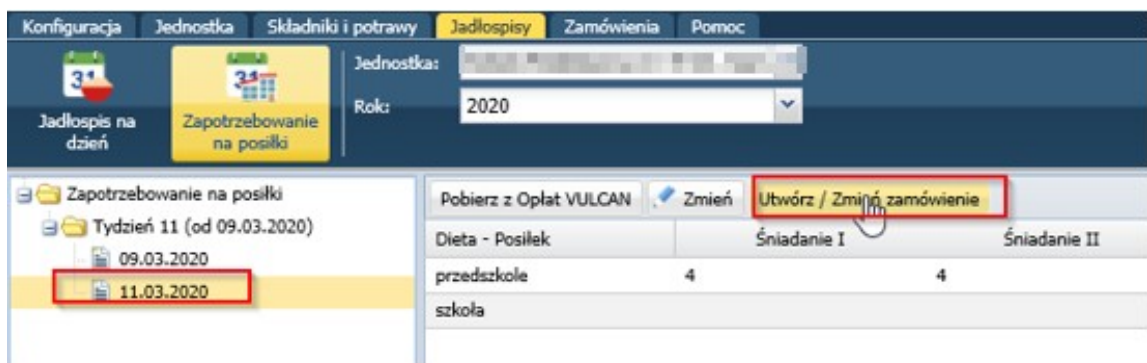 Konfiguracja Jednostka Składniki i potrawy Jadłospisy Zamówienia Pomoc
Jadłospis na dzień
Zapotrzebowanie na posiłki
Jednostka:
Rok: 2020
Zapotrzebowanie na posiłki
Tydzień 11 (od 09.03.2020)
09.03.2020
11.03.2020
Pobierz z Opłat VULCAN Zmień Utwórz / Zmień zamówienie
Dieta - Posiłek Śniadanie I Śniadanie II
przedszkole 4 4
szkoła